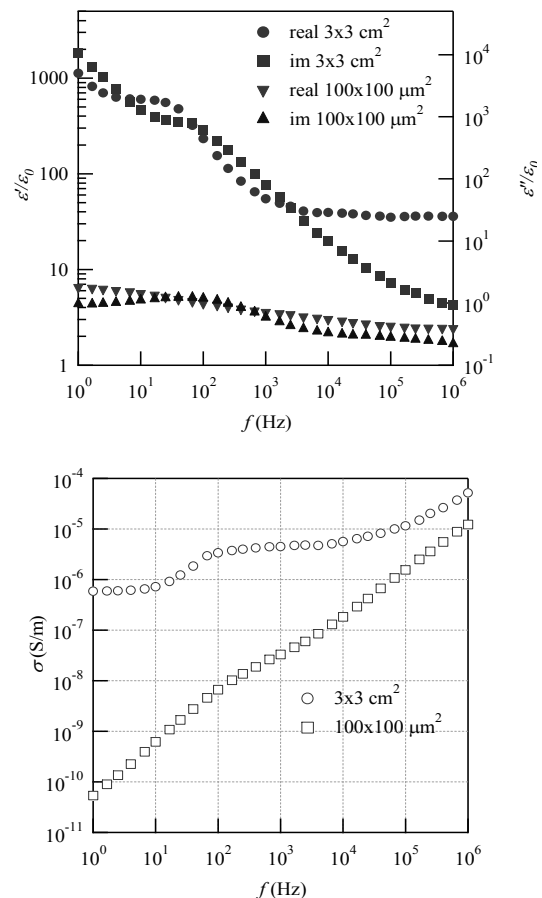 real 3x3 cm²
im 3x3 cm²
real 100x100 μm²
im 100x100 μm²
1000
100
10
1
ε'/ε₀
10⁴
10³
10²
10¹
10⁰
10⁻¹
ε''/ε₀
10⁰ 10¹ 10² 10³ 10⁴ 10⁵ 10⁶
f (Hz)
10⁻⁴
10⁻⁵
10⁻⁶
10⁻⁷
10⁻⁸
10⁻⁹
10⁻¹⁰
10⁻¹¹
σ (S/m)
3x3 cm²
100x100 μm²
10⁰ 10¹ 10² 10³ 10⁴ 10⁵ 10⁶
f (Hz)